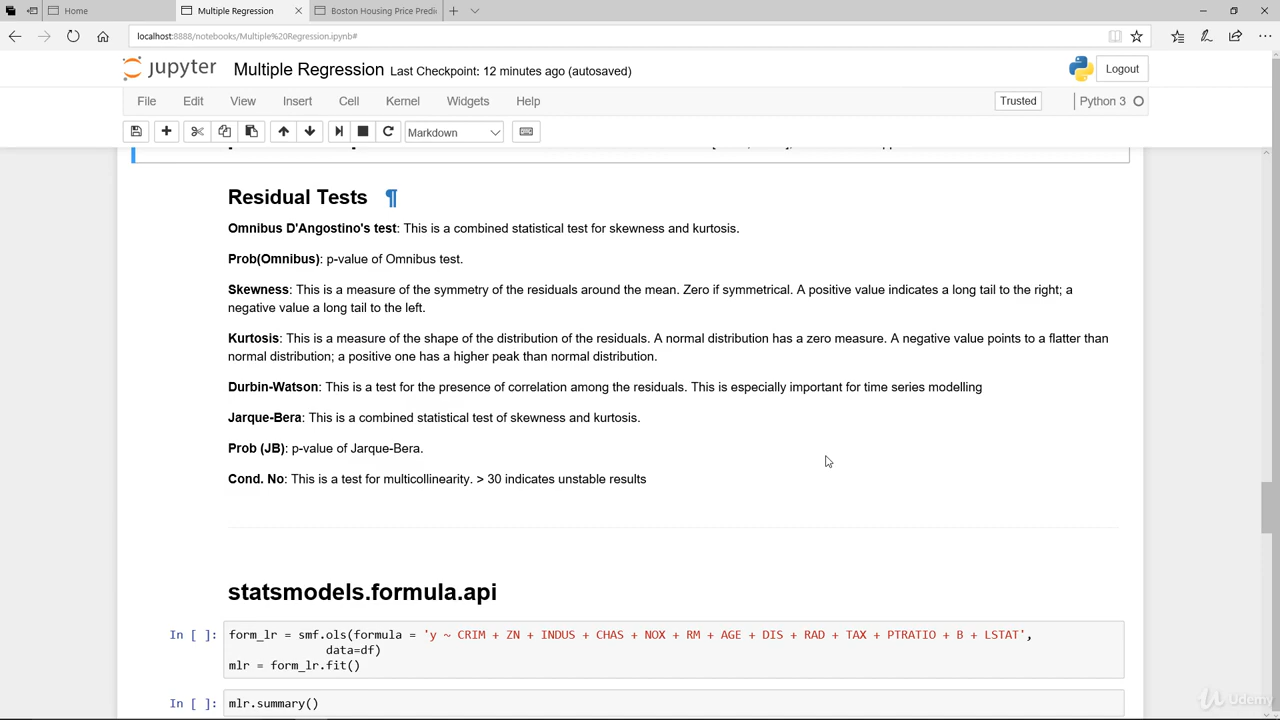 Home
Multiple Regression
Boston Housing Price Predi
localhost:8888/notebooks/Multiple%20Regression.ipynb#
jupyter Multiple Regression Last Checkpoint: 12 minutes ago (autosaved)
Logout
File Edit View Insert Cell Kernel Widgets Help
Trusted Python 3
Markdown
Residual Tests ¶
Omnibus D'Angostino's test: This is a combined statistical test for skewness and kurtosis.
Prob(Omnibus): p-value of Omnibus test.
Skewness: This is a measure of the symmetry of the residuals around the mean. Zero if symmetrical. A positive value indicates a long tail to the right; a
negative value a long tail to the left.
Kurtosis: This is a measure of the shape of the distribution of the residuals. A normal distribution has a zero measure. A negative value points to a flatter than
normal distribution; a positive one has a higher peak than normal distribution.
Durbin-Watson: This is a test for the presence of correlation among the residuals. This is especially important for time series modelling
Jarque-Bera: This is a combined statistical test of skewness and kurtosis.
Prob (JB): p-value of Jarque-Bera.
Cond. No: This is a test for multicollinearity. > 30 indicates unstable results
statsmodels.formula.api
In [ ]: form_lr = smf.ols(formula = 'y ~ CRIM + ZN + INDUS + CHAS + NOX + RM + AGE + DIS + RAD + TAX + PTRATIO + B + LSTAT',
data=df)
mlr = form_lr.fit()
In [ ]: mlr.summary()
Udemy